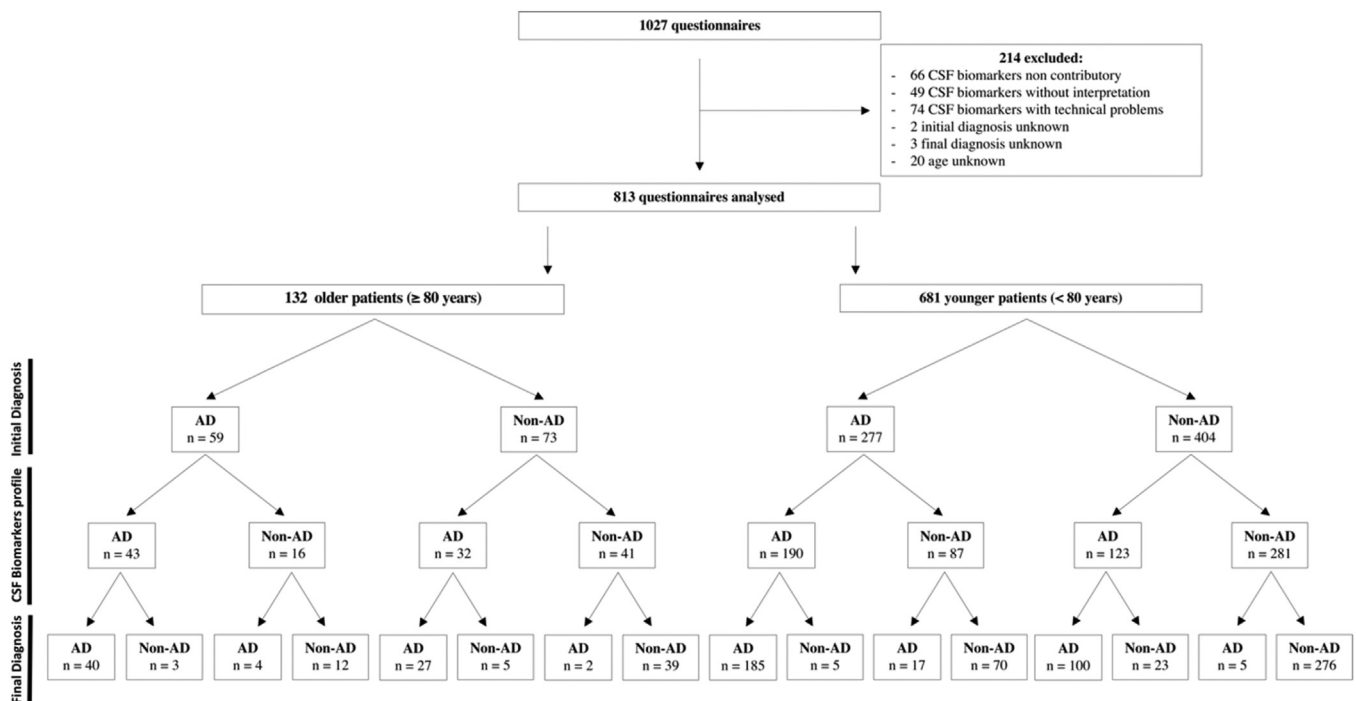 1027 questionnaires
214 excluded:
- 66 CSF biomarkers non contributory
- 49 CSF biomarkers without interpretation
- 74 CSF biomarkers with technical problems
- 2 initial diagnosis unknown
- 3 final diagnosis unknown
- 20 age unknown
813 questionnaires analysed
132 older patients (≥ 80 years)
681 younger patients (< 80 years)
Initial Diagnosis
AD
n = 59
Non-AD
n = 73
AD
n = 277
Non-AD
n = 404
CSF Biomarkers profile
AD
n = 43
Non-AD
n = 16
AD
n = 32
Non-AD
n = 41
AD
n = 190
Non-AD
n = 87
AD
n = 123
Non-AD
n = 281
Final Diagnosis
AD
n = 40
Non-AD
n = 3
AD
n = 4
Non-AD
n = 12
AD
n = 27
Non-AD
n = 5
AD
n = 2
Non-AD
n = 39
AD
n = 185
Non-AD
n = 5
AD
n = 17
Non-AD
n = 70
AD
n = 100
Non-AD
n = 23
AD
n = 5
Non-AD
n = 276